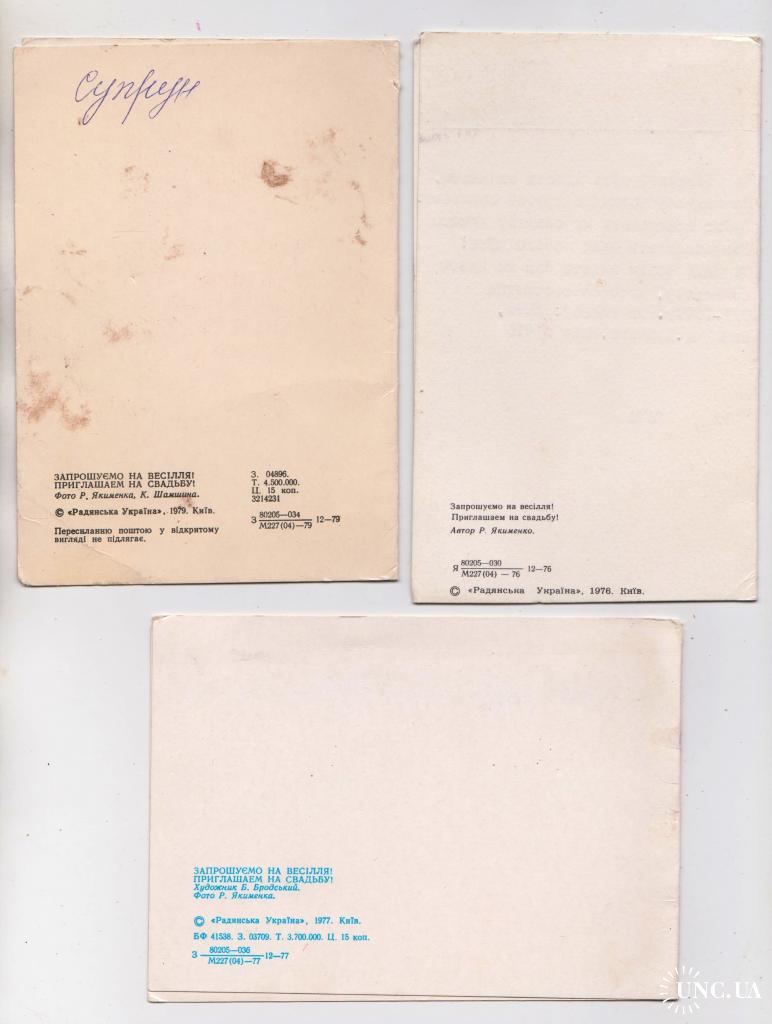 Супрун
ЗАПРОШУЄМО НА ВЕСІЛЛЯ!
ПРИГЛАШАЕМ НА СВАДЬБУ!
Фото Р. Якименка, К. Шамшина.
© «Радянська Україна», 1979. Київ.
Пересиланню поштою у відкритому
вигляді не підлягає.
З. 04896.
Т. 4.500.000.
Ц. 15 коп.
3214231
З 80205—034
М227(04)—79 12—79
Запрошуємо на весілля!
Приглашаем на свадьбу!
Автор Р. Якименко.
Я 80205—030
М227(04) — 76 12—76
© «Радянська Україна», 1976. Київ.
ЗАПРОШУЄМО НА ВЕСІЛЛЯ!
ПРИГЛАШАЕМ НА СВАДЬБУ!
Художник Б. Бродський.
Фото Р. Якименка.
© «Радянська Україна», 1977. Київ.
БФ 41538. З. 03709. Т. 3.700.000. Ц. 15 коп.
З 80205—036
М227(04)—77 12—77
UNC.UA